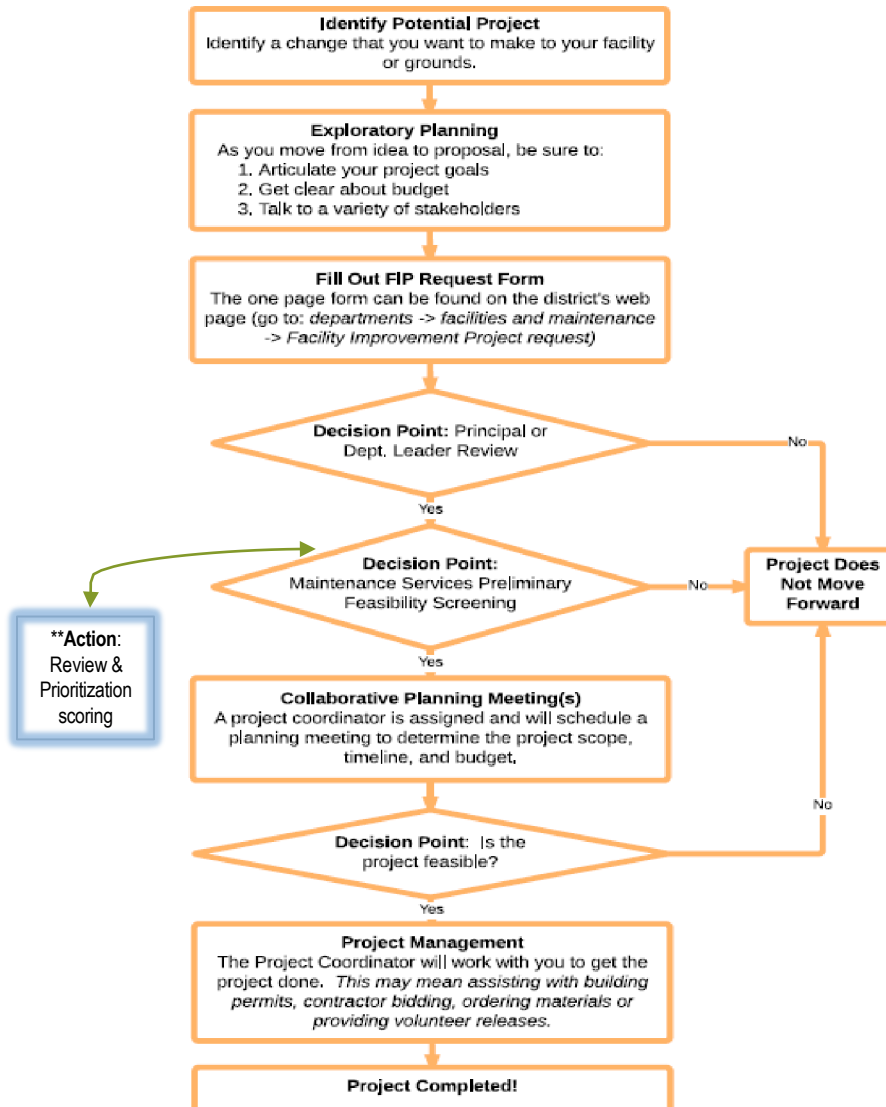 Identify Potential Project
Identify a change that you want to make to your facility
or grounds.
Exploratory Planning
As you move from idea to proposal, be sure to:
1. Articulate your project goals
2. Get clear about budget
3. Talk to a variety of stakeholders
Fill Out FIP Request Form
The one page form can be found on the district's web
page (go to: departments -> facilities and maintenance
-> Facility Improvement Project request)
Decision Point: Principal or
Dept. Leader Review
No
Yes
Decision Point:
Maintenance Services Preliminary
Feasibility Screening
No
Project Does
Not Move
Forward
**Action:
Review &
Prioritization
scoring
Yes
Collaborative Planning Meeting(s)
A project coordinator is assigned and will schedule a
planning meeting to determine the project scope,
timeline, and budget.
No
Decision Point: Is the
project feasible?
Yes
Project Management
The Project Coordinator will work with you to get the
project done. This may mean assisting with building
permits, contractor bidding, ordering materials or
providing volunteer releases.
Project Completed!